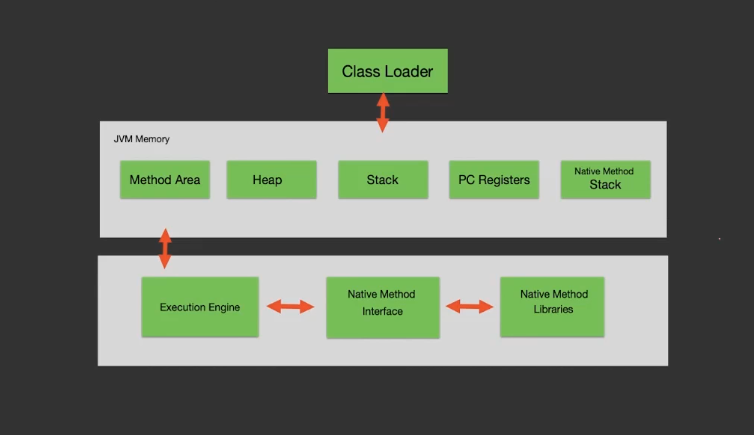 Class Loader
JVM Memory
Method Area
Heap
Stack
PC Registers
Native Method
Stack
Execution Engine
Native Method
Interface
Native Method
Libraries